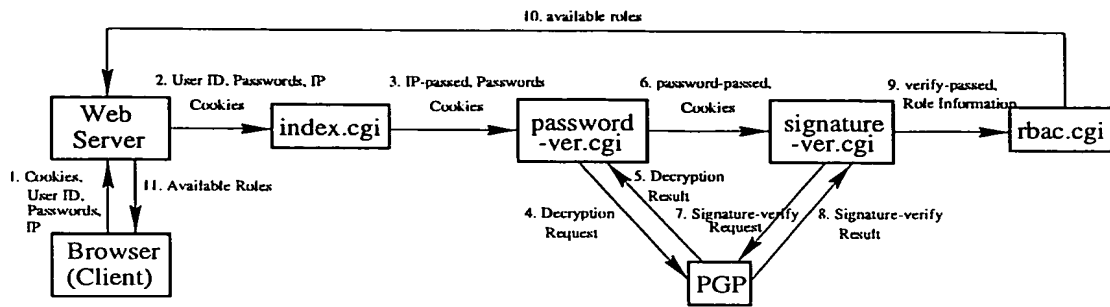 10. available rules
2. User ID, Passwords, IP
Cookies
3. IP-passed, Passwords
Cookies
6. password-passed,
Cookies
9. verify-passed,
Role Information
Web
Server
index.cgi
password
-ver.cgi
signature
-ver.cgi
rbac.cgi
1. Cookies,
User ID,
Passwords,
IP
11. Available Rules
5. Decryption
Result
4. Decryption
Request
7. Signature-verify
Request
8. Signature-verify
Result
Browser
(Client)
PGP